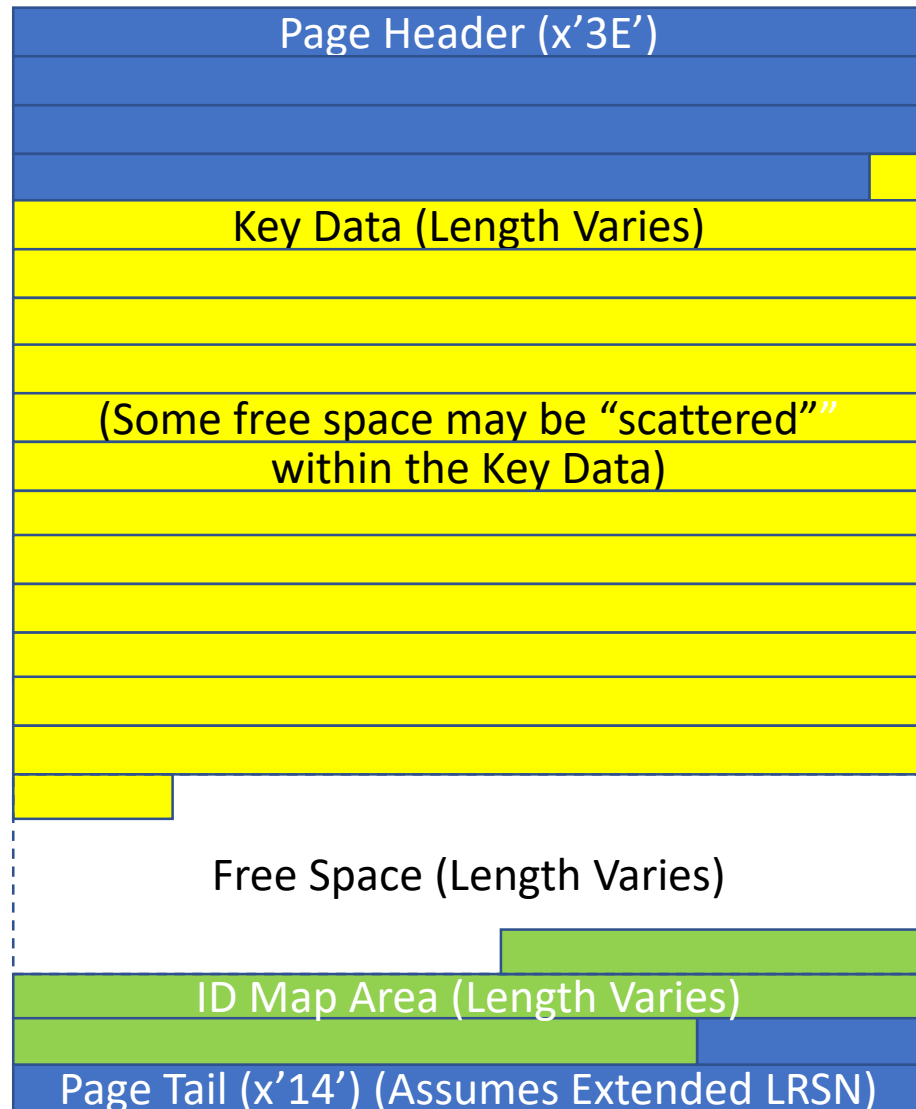 Page Header (x’3E’)
Key Data (Length Varies)
(Some free space may be “scattered””
within the Key Data)
Free Space (Length Varies)
ID Map Area (Length Varies)
Page Tail (x’14’) (Assumes Extended LRSN)